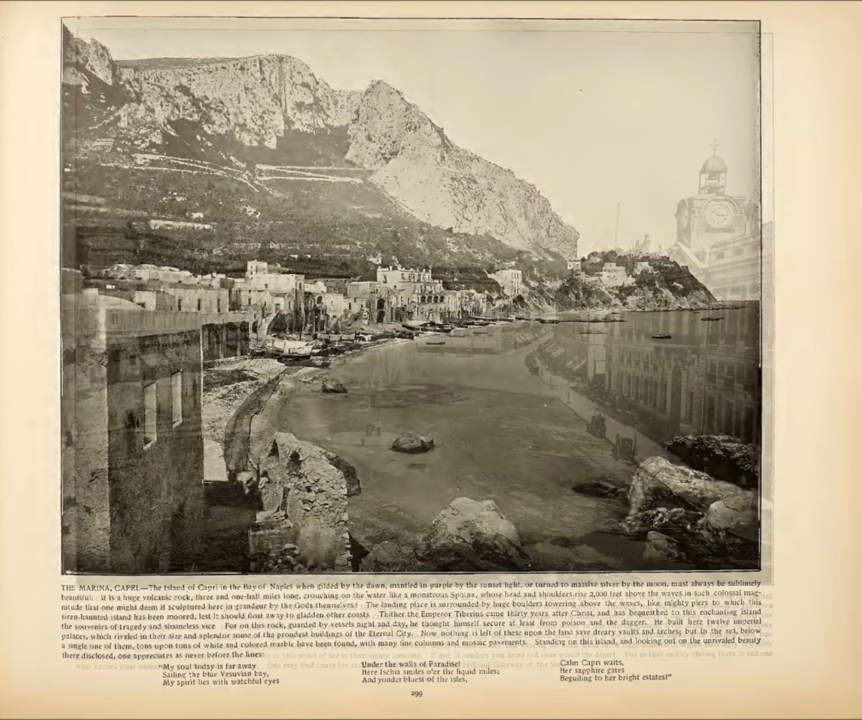 THE MARINA, CAPRI.—The Island of Capri in the Bay of Naples when gilded by the dawn, mantled in purple by the sunset light, or turned to massive silver by the moon, must always be sublimely
beautiful. It is a huge volcanic rock, three and one-half miles long, crouching on the water like a monstrous Sphinx, whose head and shoulders rise 2,000 feet above the waves in such colossal mag-
nitude that one might deem it sculptured here in grandeur by the Gods themselves! The landing place is surrounded by huge boulders towering above the waves, like mighty piers to which this
siren-haunted island has been moored, lest it should float away to gladden other coasts. Thither the Emperor Tiberius came thirty years after Christ, and has bequeathed to this enchanting Island
the souvenirs of tragedy and shameless vice. For on this rock, guarded by vessels night and day, he thought himself secure at least from poison and the dagger. He built here twelve imperial
palaces, which rivaled in their size and splendor some of the proudest buildings of the Eternal City. Now nothing is left of these upon the land save dreary vaults and arches; but in the sea, below
a single one of them, tons upon tons of white and colored marble have been found, with many fine columns and mosaic pavements. Standing on this island, and looking out on the unrivaled beauty
there disclosed, one appreciates as never before the lines:
"My soul today is far away
Sailing the blue Vesuvian bay,
My spirit lies with watchful eyes
Under the walls of Paradise!
Here Ischia smiles o'er the liquid miles;
And yonder bluest of the isles,
Calm Capri waits,
Her sapphire gates
Beguiling to her bright estates!"
299